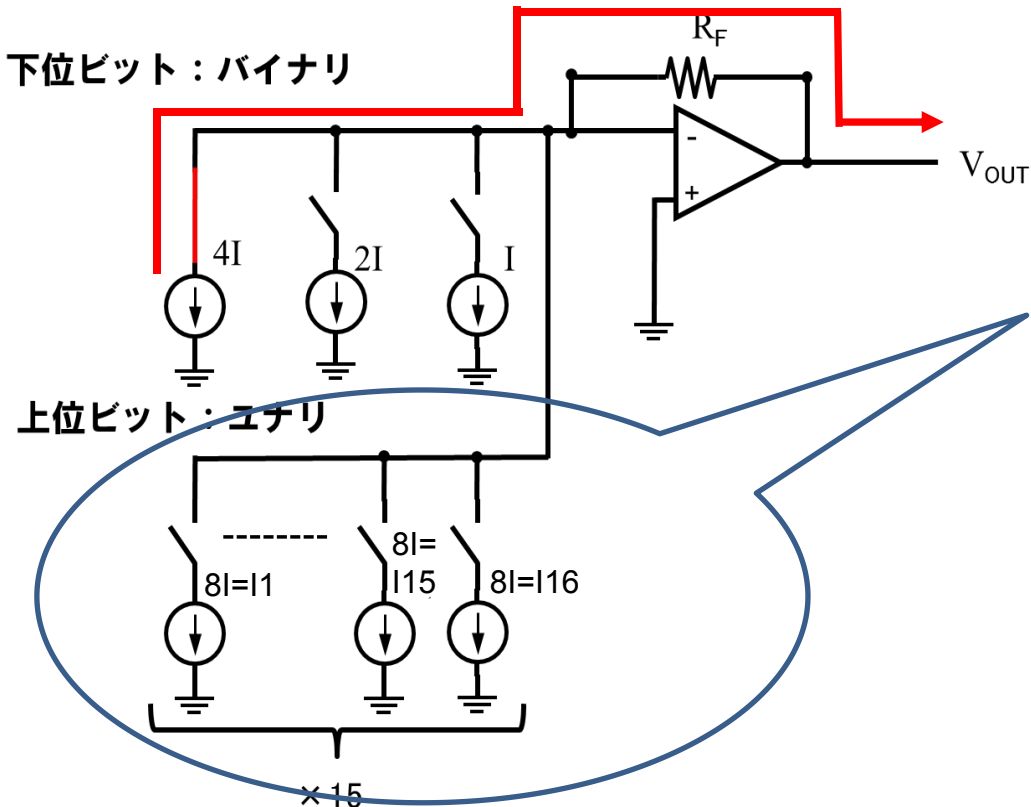 R_F
下位ビット：バイナリ
-
+
V_OUT
4I
2I
I
上位ビット：ユナリ
8I=I1
8I=
I15
8I=I16
×15